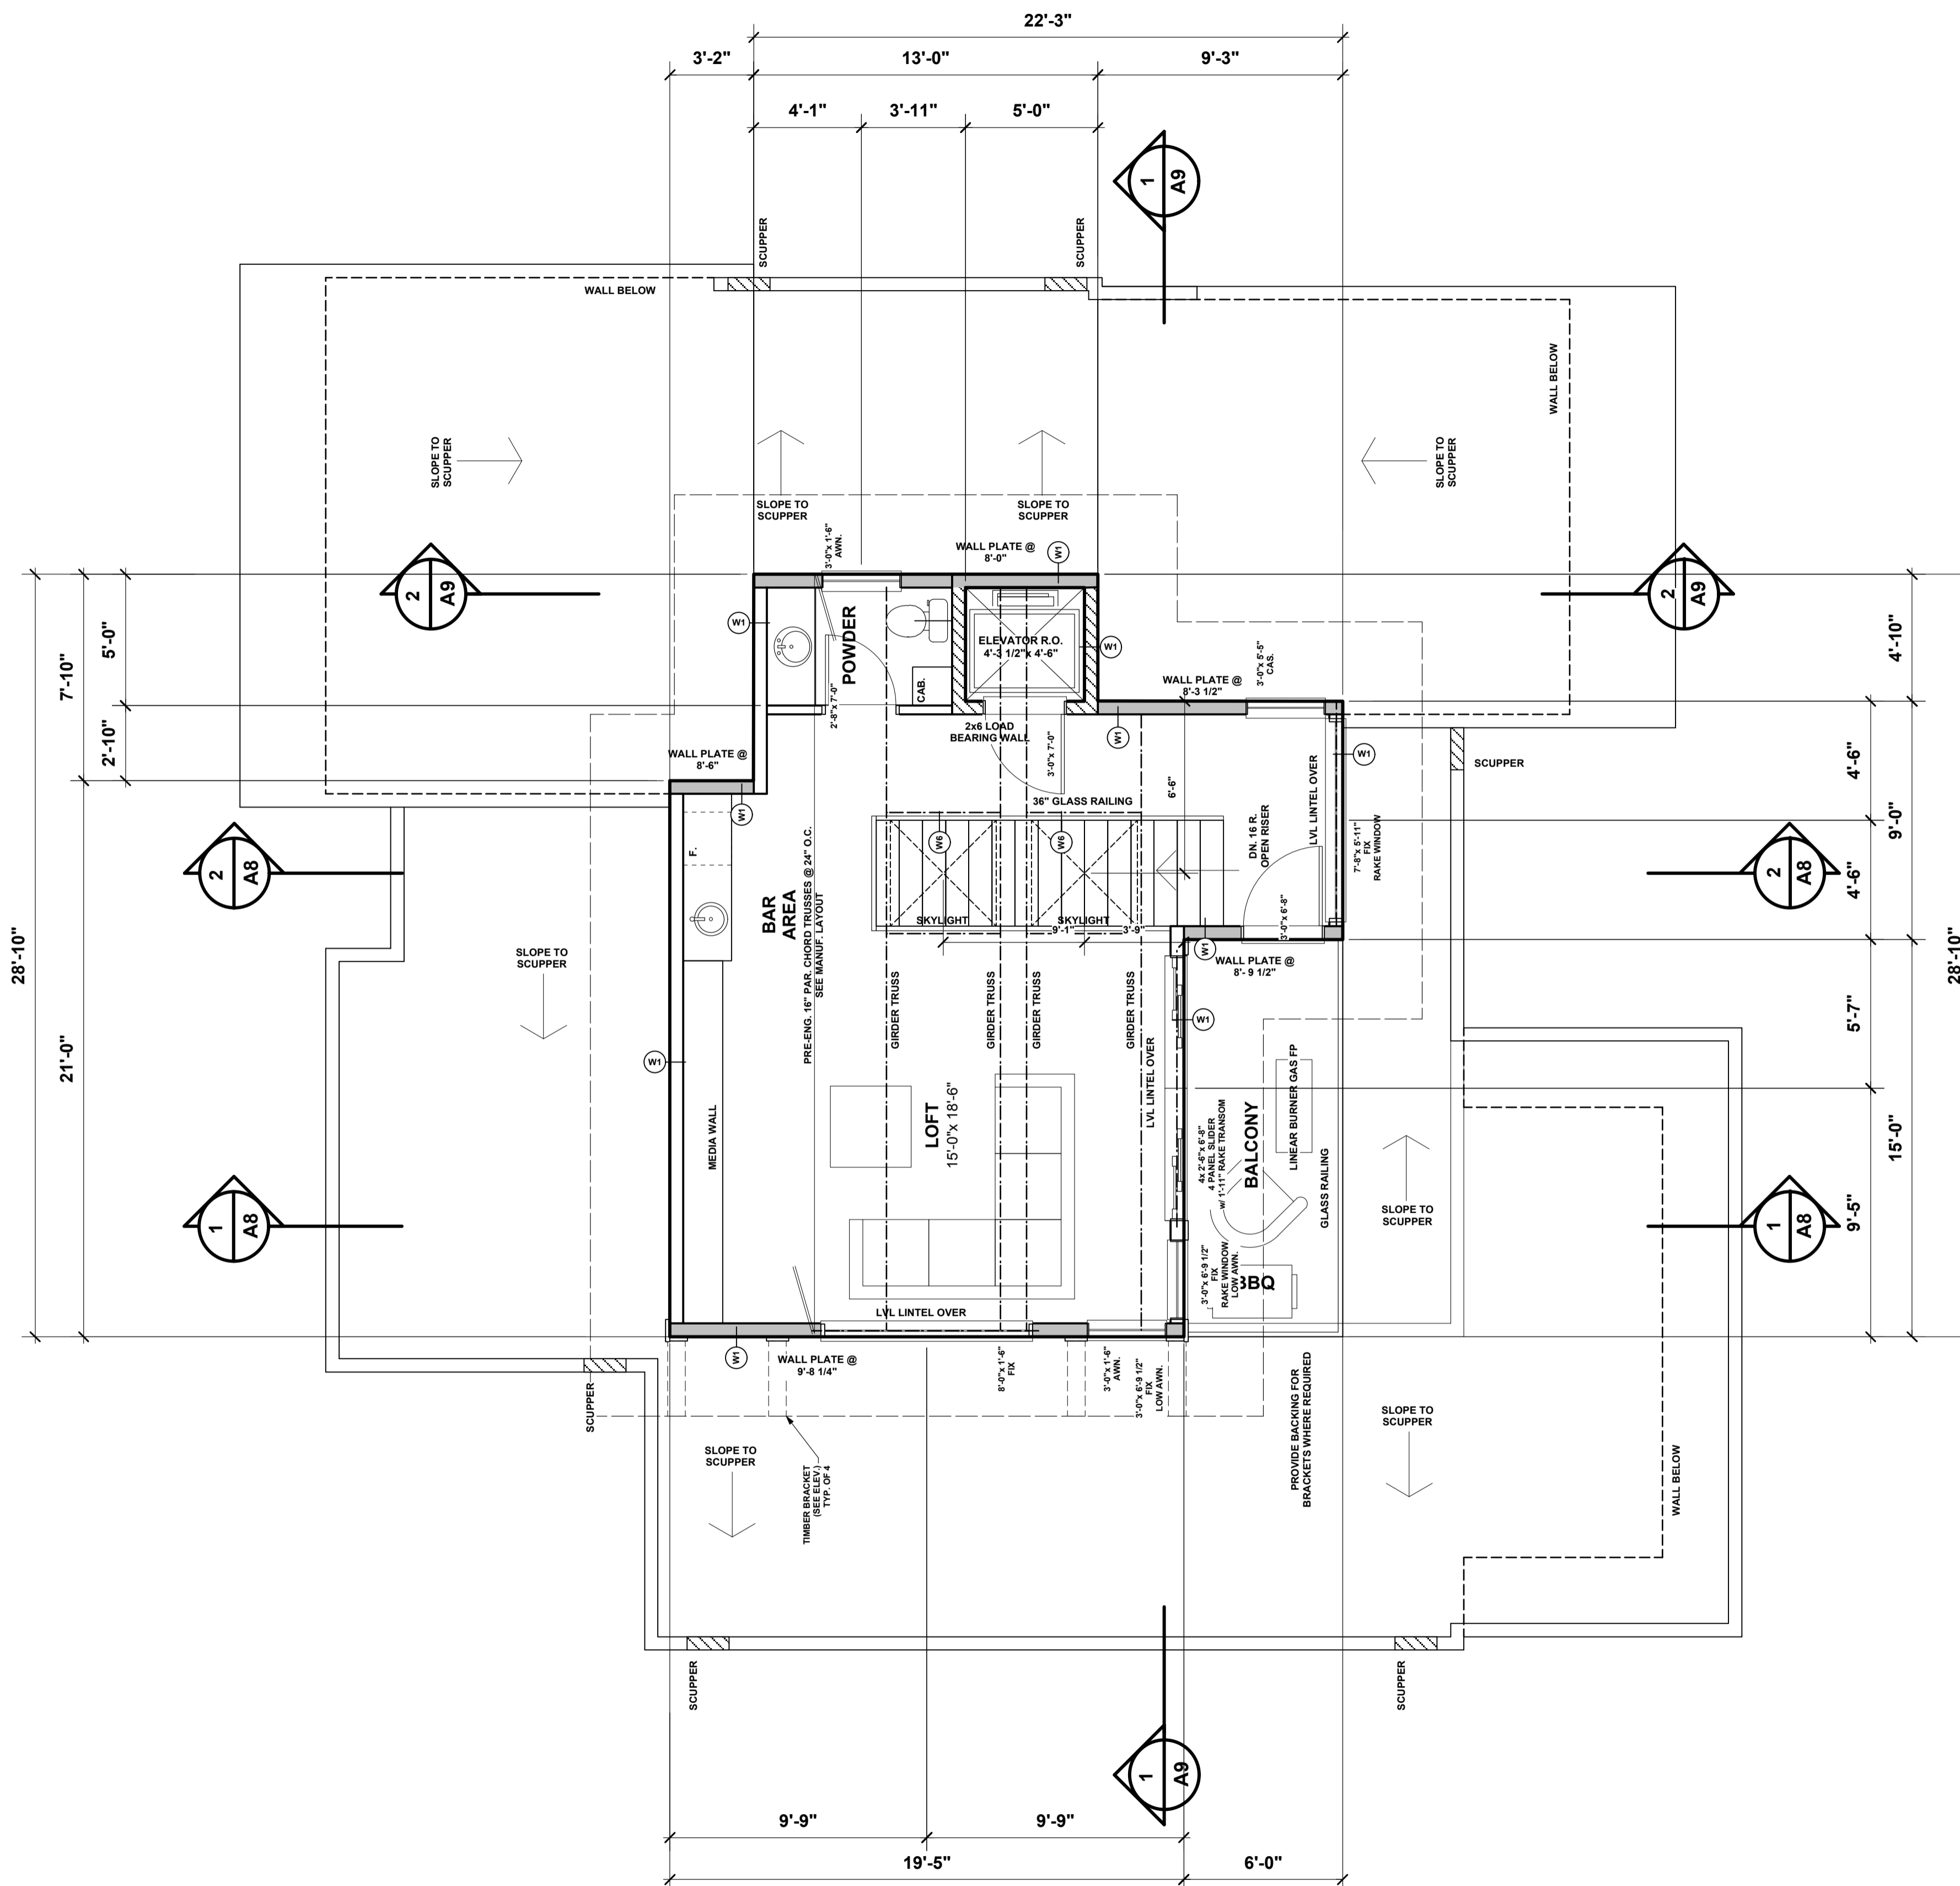 22'-3"
3'-2"
13'-0"
9'-3"
4'-1"
3'-11"
5'-0"
1
A9
SCUPPER
SCUPPER
WALL BELOW
WALL BELOW
SLOPE TO
SCUPPER
SLOPE TO
SCUPPER
SLOPE TO
SCUPPER
SLOPE TO
SCUPPER
3'-0"x 1'-6"
AWN.
WALL PLATE @
8'-0"
W1
2
A9
2
A9
28'-10"
7'-10"
5'-0"
2'-10"
21'-0"
4'-10"
4'-6"
4'-6"
9'-0"
5'-7"
9'-5"
15'-0"
28'-10"
W1
POWDER
ELEVATOR R.O.
4'-3 1/2"x 4'-6"
W1
CAB.
2'-8"x 7'-0"
WALL PLATE @
8'-3 1/2"
3'-0"x 5'-5"
CAS.
2x6 LOAD
BEARING WALL
3'-0"x 7'-0"
W1
W1
SCUPPER
WALL PLATE @
8'-6"
W1
36" GLASS RAILING
6'-6"
W6
W6
F.
BAR
AREA
PRE-ENG. 16" PAR. CHORD TRUSSES @ 24" O.C.
SEE MANUF. LAYOUT
DN. 16 R.
OPEN RISER
LVL LINTEL OVER
7'-8"x 5'-11"
FIX
RAKE WINDOW
3'-0"x 6'-8"
SKYLIGHT
SKYLIGHT
9'-1"
3'-9"
W1
WALL PLATE @
8'- 9 1/2"
2
A8
2
A8
SLOPE TO
SCUPPER
GIRDER TRUSS
GIRDER TRUSS
GIRDER TRUSS
GIRDER TRUSS
W1
W1
LVL LINTEL OVER
MEDIA WALL
LOFT
15'-0"x 18'-6"
4x 2'-6"x 6'-8"
4 PANEL SLIDER
w/ 1'-11" RAKE TRANSOM
BALCONY
LINEAR BURNER GAS FP
GLASS RAILING
SLOPE TO
SCUPPER
1
A8
1
A8
3'-0"x 6'-9 1/2"
FIX
RAKE WINDOW
LOW AWN.
BBQ
LVL LINTEL OVER
W1
WALL PLATE @
9'-8 1/4"
8'-0"x 1'-6"
FIX
3'-0"x 1'-6"
AWN.
3'-0"x 6'-9 1/2"
FIX
LOW AWN.
PROVIDE BACKING FOR
BRACKETS WHERE REQUIRED
SCUPPER
SLOPE TO
SCUPPER
TIMBER BRACKET
(SEE ELEV.)
TYP. OF 4
SLOPE TO
SCUPPER
WALL BELOW
SCUPPER
SCUPPER
1
A9
9'-9"
9'-9"
19'-5"
6'-0"